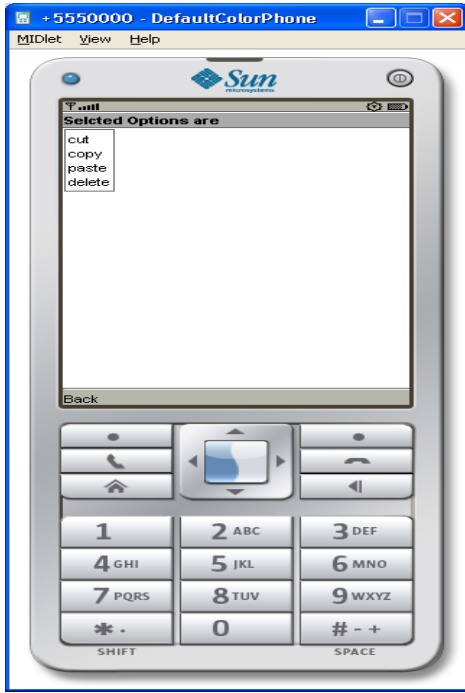 +5550000 - DefaultColorPhone
MIDlet View Help
Sun
microsystems
Selcted Options are
cut
copy
paste
delete
Back
1 2 ABC 3 DEF
4 GHI 5 JKL 6 MNO
7 PQRS 8 TUV 9 WXYZ
* . 0 # - +
SHIFT SPACE